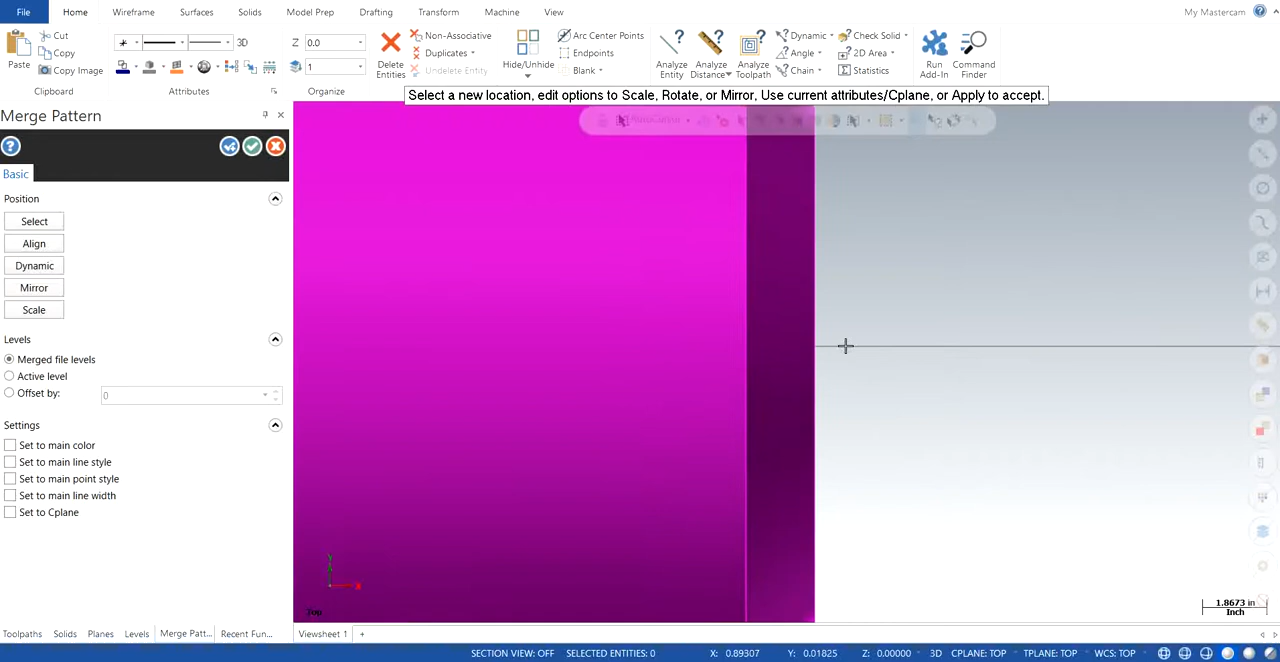 File Home Wireframe Surfaces Solids Model Prep Drafting Transform Machine View My Mastercam
Paste Cut Copy Copy Image Clipboard
3D Attributes
Z 0.0
1
Organize
Delete Entities Non-Associative Duplicates Undelete Entity
Hide/Unhide Arc Center Points Endpoints Blank
Analyze Entity Analyze Distance Analyze Toolpath Dynamic Angle Chain Check Solid 2D Area Statistics
Run Add-In Command Finder
Select a new location, edit options to Scale, Rotate, or Mirror, Use current attributes/Cplane, or Apply to accept.
Merge Pattern
Basic
Position
Select
Align
Dynamic
Mirror
Scale
Levels
Merged file levels
Active level
Offset by: 0
Settings
Set to main color
Set to main line style
Set to main point style
Set to main line width
Set to Cplane
AutoCursor
Y
X
Top
1.8673 in
Inch
Toolpaths Solids Planes Levels Merge Patt... Recent Fun... Viewsheet 1 +
SECTION VIEW: OFF SELECTED ENTITIES: 0 X: 0.89307 Y: 0.01825 Z: 0.00000 3D CPLANE: TOP TPLANE: TOP WCS: TOP